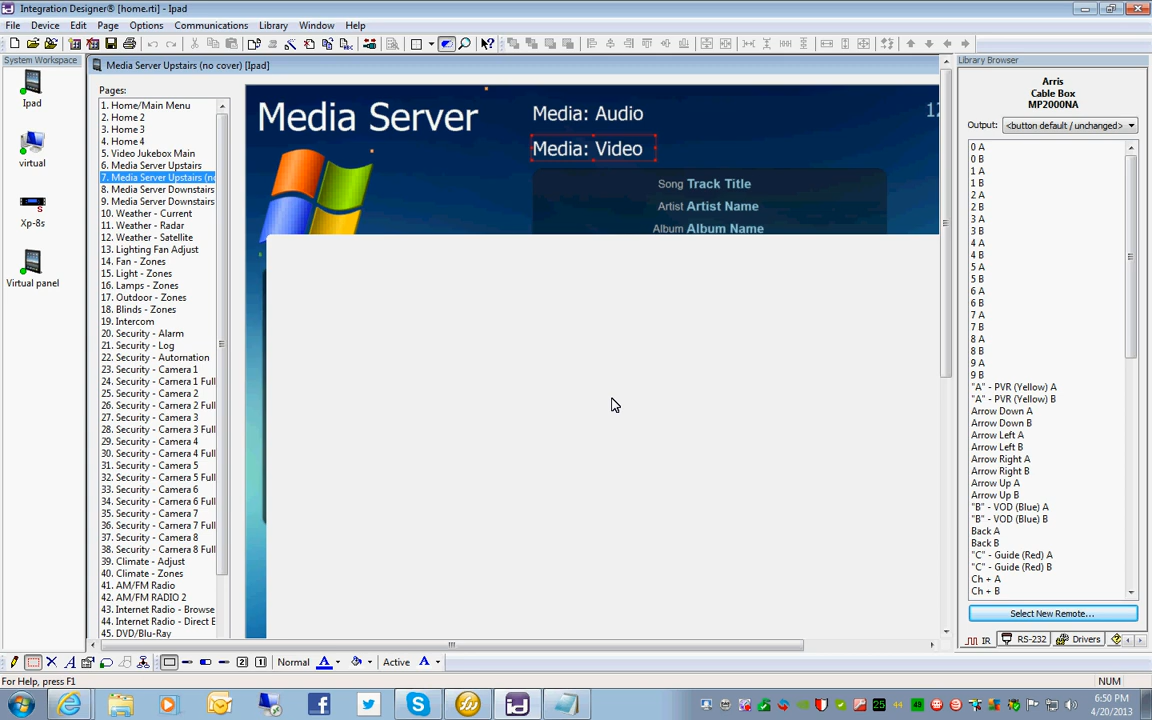 Integration Designer® [home.rti] - Ipad
File Device Edit Page Options Communications Library Window Help
System Workspace
Ipad
virtual
Xp-8s
Virtual panel
Media Server Upstairs (no cover) [Ipad]
Pages:
1. Home/Main Menu
2. Home 2
3. Home 3
4. Home 4
5. Video Jukebox Main
6. Media Server Upstairs
7. Media Server Upstairs (n
8. Media Server Downstairs
9. Media Server Downstairs
10. Weather - Current
11. Weather - Radar
12. Weather - Satellite
13. Lighting Fan Adjust
14. Fan - Zones
15. Light - Zones
16. Lamps - Zones
17. Outdoor - Zones
18. Blinds - Zones
19. Intercom
20. Security - Alarm
21. Security - Log
22. Security - Automation
23. Security - Camera 1
24. Security - Camera 1 Full
25. Security - Camera 2
26. Security - Camera 2 Full
27. Security - Camera 3
28. Security - Camera 3 Full
29. Security - Camera 4
30. Security - Camera 4 Full
31. Security - Camera 5
32. Security - Camera 5 Full
33. Security - Camera 6
34. Security - Camera 6 Full
35. Security - Camera 7
36. Security - Camera 7 Full
37. Security - Camera 8
38. Security - Camera 8 Full
39. Climate - Adjust
40. Climate - Zones
41. AM/FM Radio
42. AM/FM RADIO 2
43. Internet Radio - Browse
44. Internet Radio - Direct E
45. DVD/Blu-Ray
Media Server
Media: Audio
Media: Video
12
Song Track Title
Artist Artist Name
Album Album Name
Library Browser
Arris
Cable Box
MP2000NA
Output: <button default / unchanged>
0 A
0 B
1 A
1 B
2 A
2 B
3 A
3 B
4 A
4 B
5 A
5 B
6 A
6 B
7 A
7 B
8 A
8 B
9 A
9 B
"A" - PVR (Yellow) A
"A" - PVR (Yellow) B
Arrow Down A
Arrow Down B
Arrow Left A
Arrow Left B
Arrow Right A
Arrow Right B
Arrow Up A
Arrow Up B
"B" - VOD (Blue) A
"B" - VOD (Blue) B
Back A
Back B
"C" - Guide (Red) A
"C" - Guide (Red) B
Ch + A
Ch + B
Select New Remote...
IR RS-232 Drivers
2 1 Normal A Active A
For Help, press F1
NUM
6:50 PM
4/20/2013